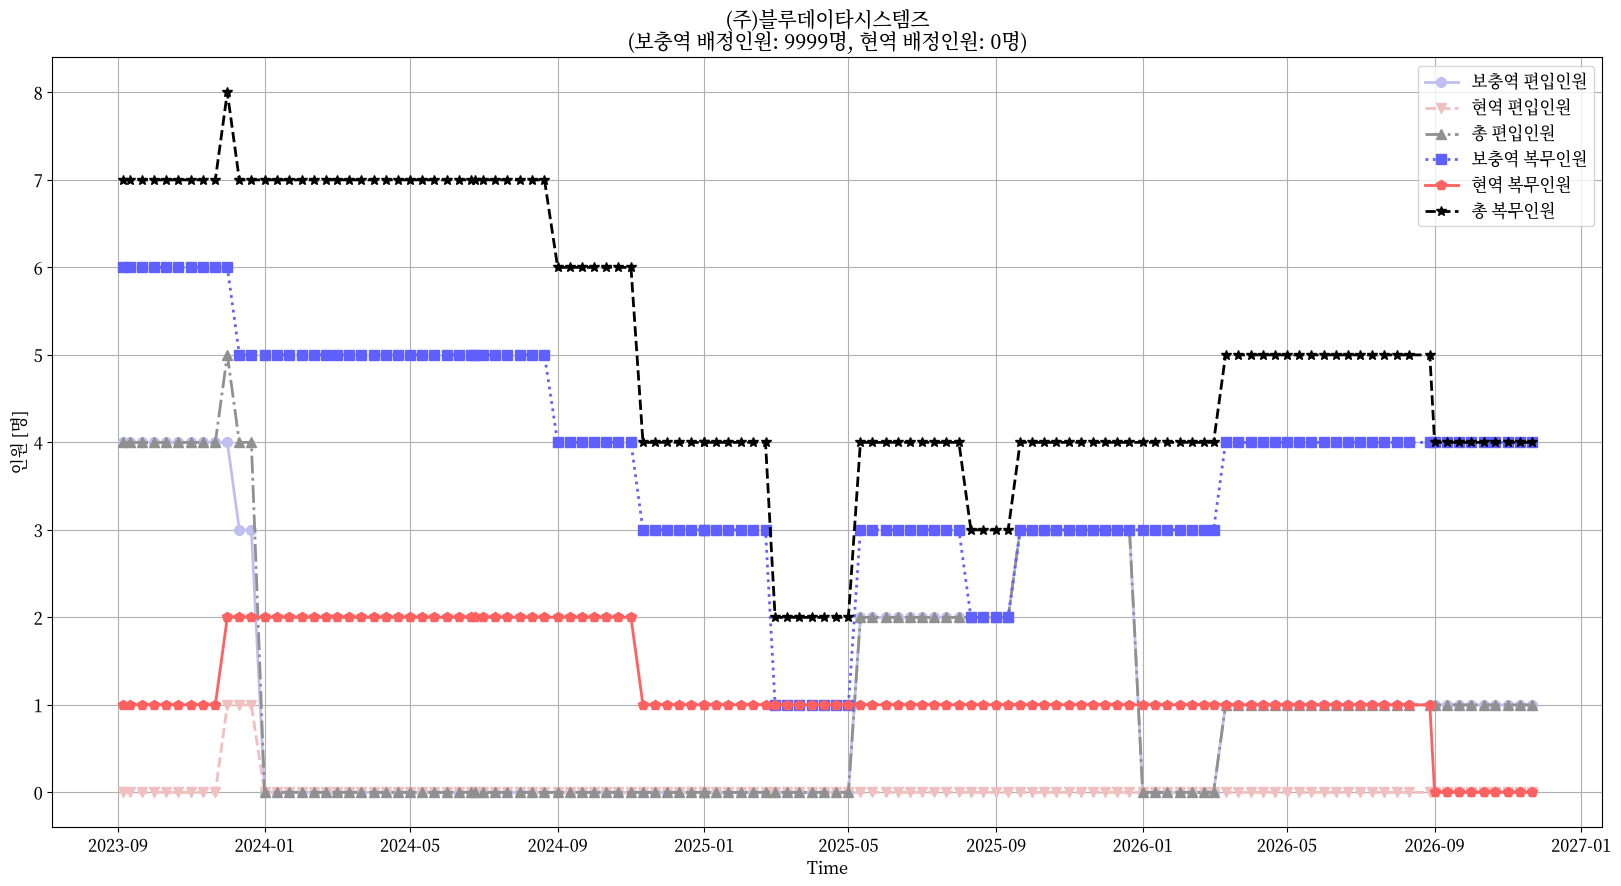 (주)블루데이타시스템즈
(보충역 배정인원: 9999명, 현역 배정인원: 0명)
보충역 편입인원
현역 편입인원
총 편입인원
보충역 복무인원
현역 복무인원
총 복무인원
인원 [명]
8
7
6
5
4
3
2
1
0
2023-09 2024-01 2024-05 2024-09 2025-01 2025-05 2025-09 2026-01 2026-05 2026-09 2027-01
Time